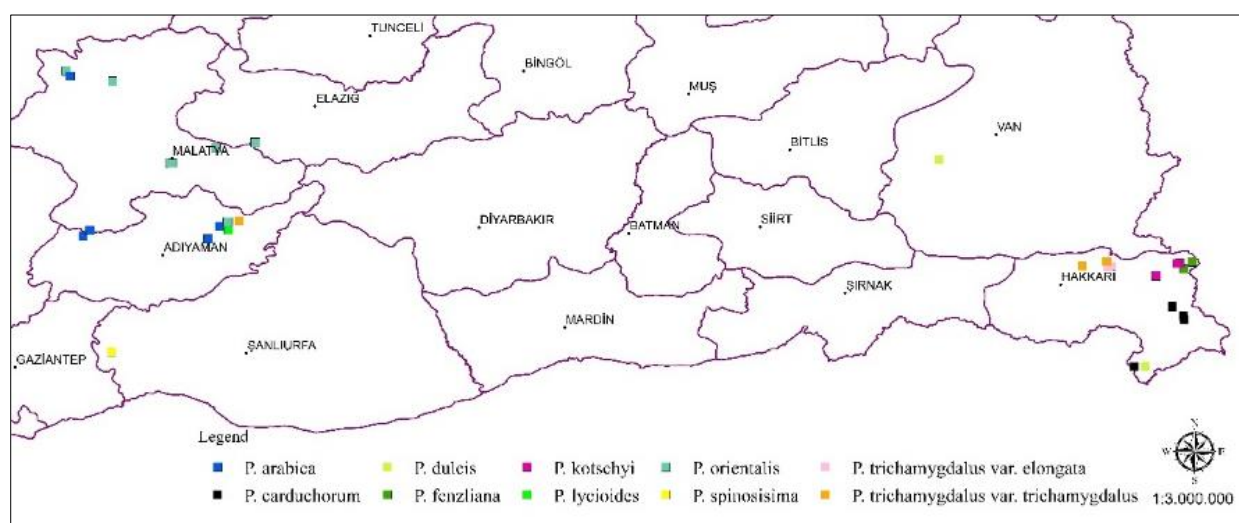 TUNCELİ
BİNGÖL
MUŞ
ELAZIĞ
VAN
BİTLİS
MALATYA
DİYARBAKIR
BATMAN
ŞİİRT
ADIYAMAN
HAKKARİ
ŞIRNAK
MARDİN
ŞANLIURFA
GAZİANTEP
Legend
P. arabica P. dulcis P. kotschyi P. orientalis P. trichamygdalus var. elongata
P. carduchorum P. fenzliana P. lycioides P. spinosisima P. trichamygdalus var. trichamygdalus
N
W E
S
1:3.000.000